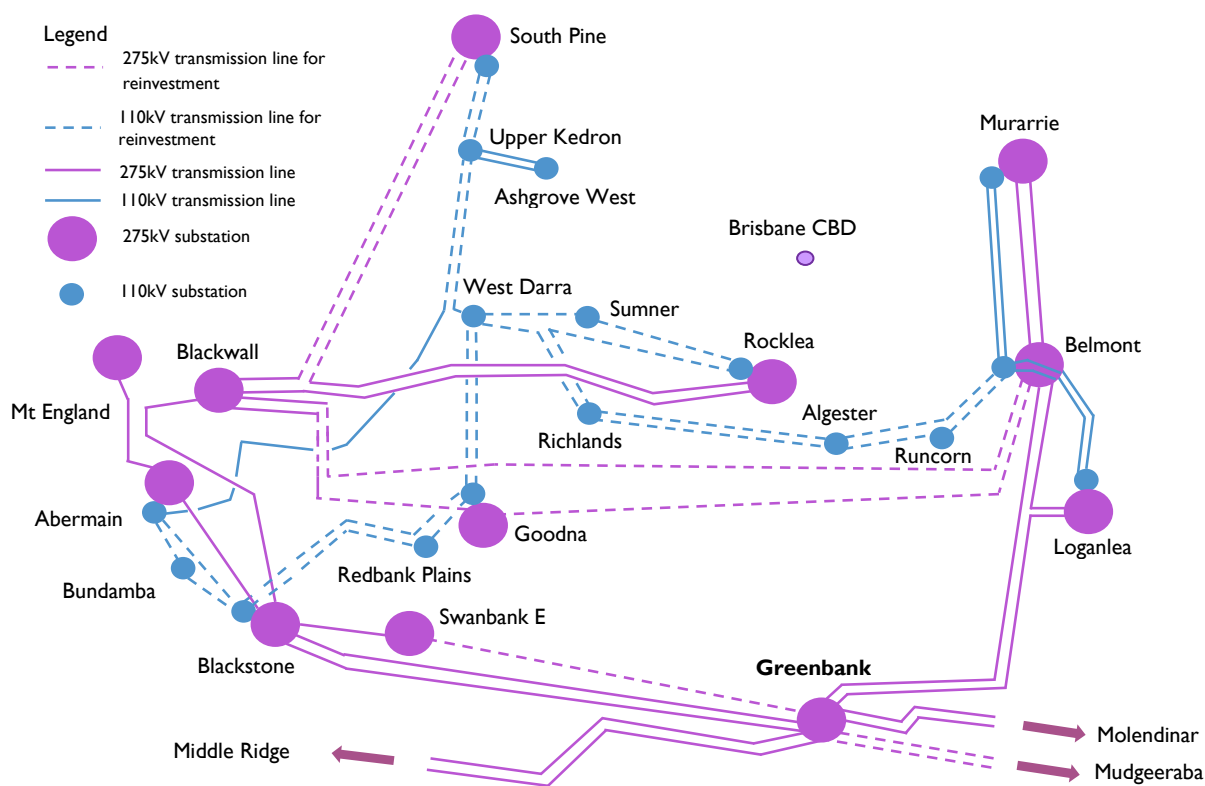 Legend
275kV transmission line for
reinvestment
110kV transmission line for
reinvestment
275kV transmission line
110kV transmission line
275kV substation
110kV substation
South Pine
Upper Kedron
Ashgrove West
Murarrie
Brisbane CBD
West Darra
Sumner
Rocklea
Belmont
Blackwall
Mt England
Richlands
Algester
Runcorn
Abermain
Goodna
Loganlea
Redbank Plains
Bundamba
Swanbank E
Blackstone
Greenbank
Middle Ridge
Molendinar
Mudgeeraba